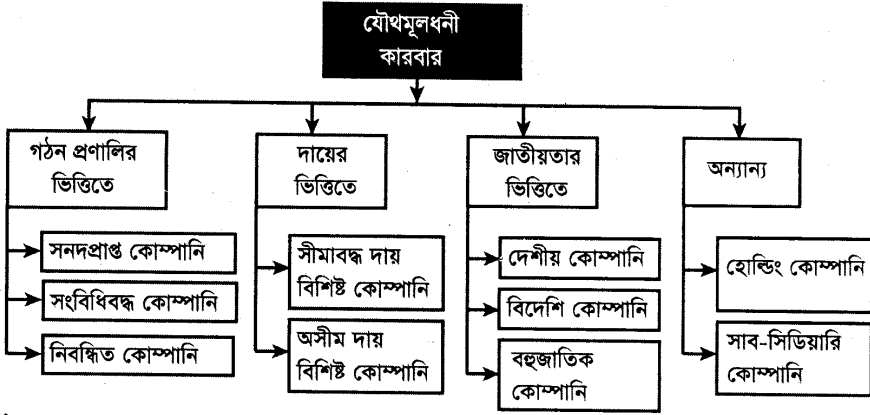 যৌথমূলধনী
কারবার
গঠন প্রণালির
ভিত্তিতে
সনদপ্রাপ্ত কোম্পানি
সংবিধিবদ্ধ কোম্পানি
নিবন্ধিত কোম্পানি
দায়ের
ভিত্তিতে
সীমাবদ্ধ দায়
বিশিষ্ট কোম্পানি
অসীম দায়
বিশিষ্ট কোম্পানি
জাতীয়তার
ভিত্তিতে
দেশীয় কোম্পানি
বিদেশি কোম্পানি
বহুজাতিক
কোম্পানি
অন্যান্য
হোল্ডিং কোম্পানি
সাব-সিডিয়ারি
কোম্পানি